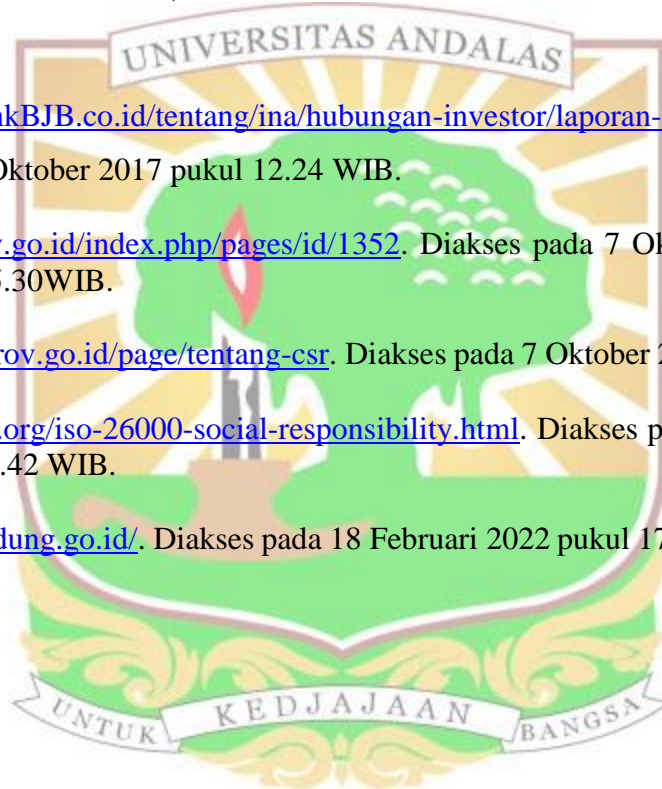 UNIVERSITAS ANDALAS
nkBJB.co.id/tentang/ina/hubungan-investor/laporan-
Oktober 2017 pukul 12.24 WIB.
.go.id/index.php/pages/id/1352. Diakses pada 7 Ok
.30WIB.
rov.go.id/page/tentang-csr. Diakses pada 7 Oktober 2
.org/iso-26000-social-responsibility.html. Diakses p
.42 WIB.
dung.go.id/. Diakses pada 18 Februari 2022 pukul 17
UNTUK KEDJAJAAN BANGSA